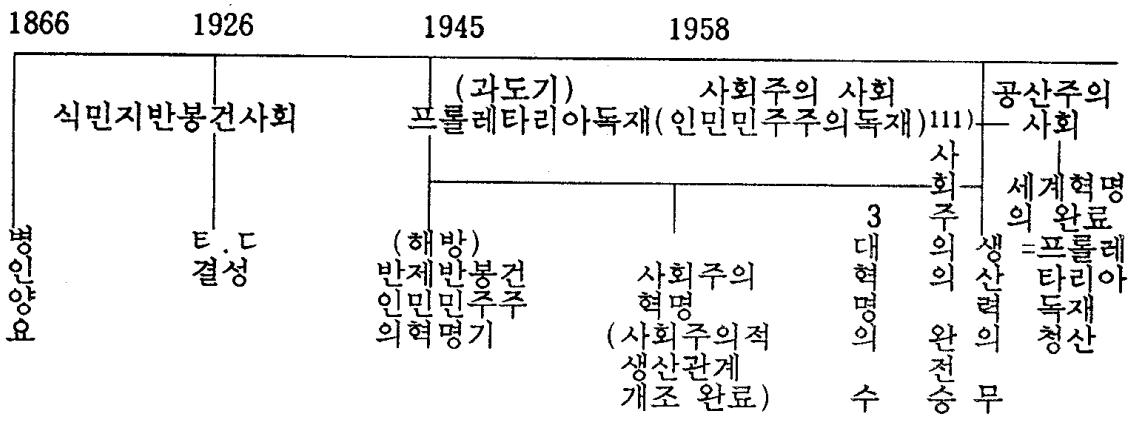 1866 1926 1945 1958
식민지반봉건사회
(과도기) 사회주의 사회
프롤레타리아독재(인민민주주의독재)111)
공산주의
사회
병인양요
ㅌ.ㄷ
결성
(해방)
반제반봉건
인민민주주
의혁명기
사회주의
혁명
(사회주의적
생산관계
개조 완료)
3대혁명의 수
사회주의의 완전승
생산력의 무
세계혁명
의 완료
=프롤레
타리아
독재
청산